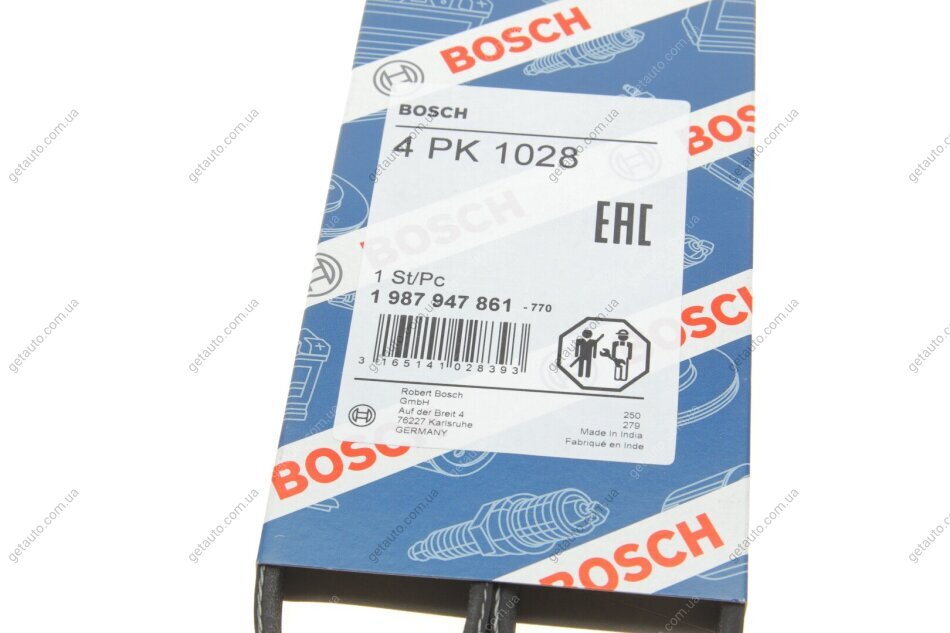 BOSCH
BOSCH
4 PK 1028
BOSCH
EAC
BOSCH
1 St/Pc
1 987 947 861 - 770
BOSCH
3 165141 028393
Robert Bosch
GmbH
Auf der Breit 4
76227 Karlsruhe
GERMANY
250
279
Made in India
Fabriqué en Inde
BOSCH
BOSCH
getauto.com.ua